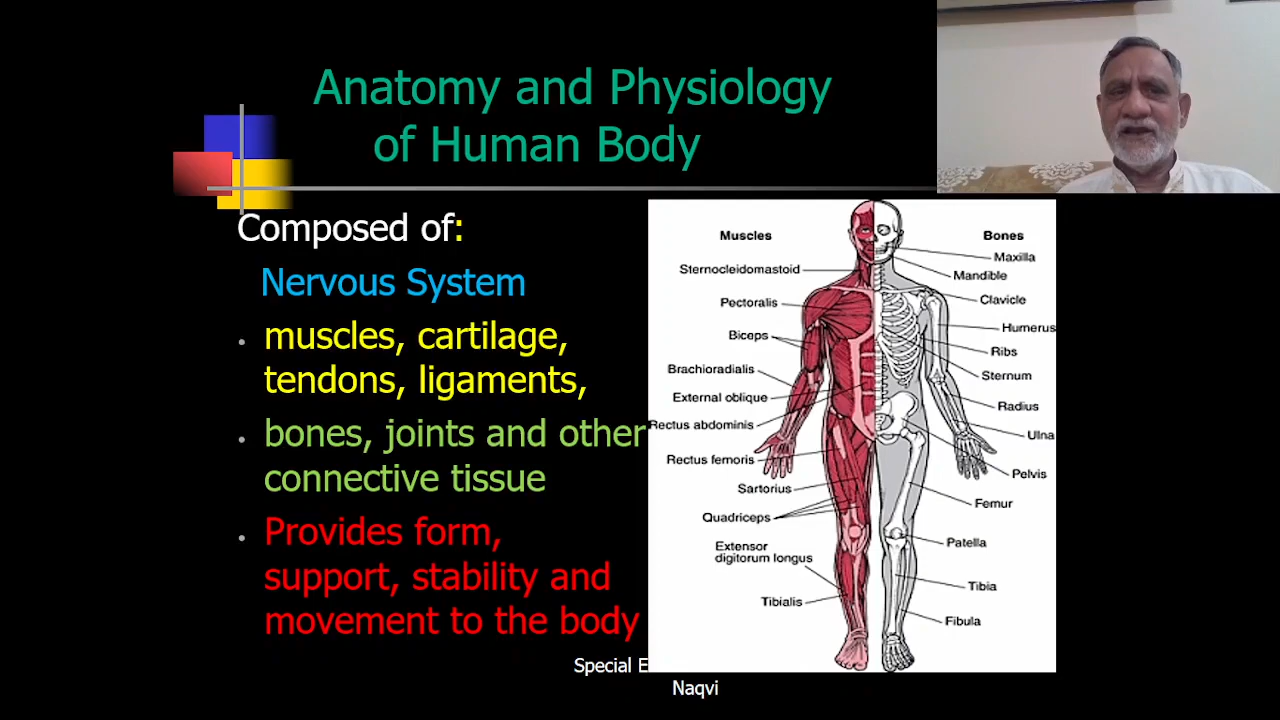 Anatomy and Physiology
of Human Body
Composed of:
Nervous System
• muscles, cartilage,
tendons, ligaments,
• bones, joints and other
connective tissue
• Provides form,
support, stability and
movement to the body
Muscles
Sternocleidomastoid
Pectoralis
Biceps
Brachioradialis
External oblique
Rectus abdominis
Rectus femoris
Sartorius
Quadriceps
Extensor
digitorum longus
Tibialis
Bones
Maxilla
Mandible
Clavicle
Humerus
Ribs
Sternum
Radius
Ulna
Pelvis
Femur
Patella
Tibia
Fibula
Special E
Naqvi